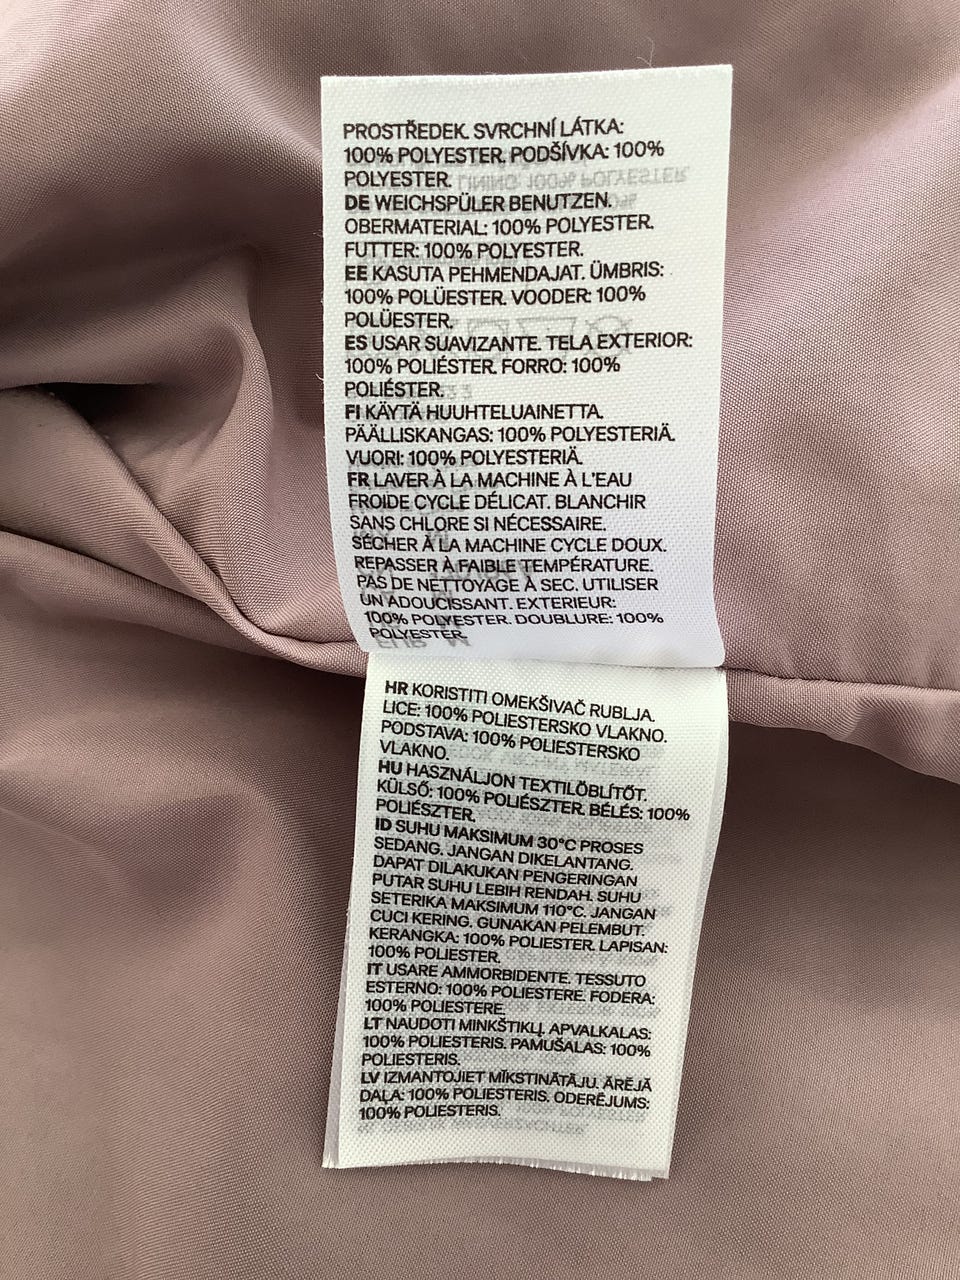 PROSTŘEDEK. SVRCHNÍ LÁTKA:
100% POLYESTER. PODŠÍVKA: 100%
POLYESTER.
DE WEICHSPÜLER BENUTZEN.
OBERMATERIAL: 100% POLYESTER.
FUTTER: 100% POLYESTER.
EE KASUTA PEHMENDAJAT. ÜMBRIS:
100% POLÜESTER. VOODER: 100%
POLÜESTER.
ES USAR SUAVIZANTE. TELA EXTERIOR:
100% POLIÉSTER. FORRO: 100%
POLIÉSTER.
FI KÄYTÄ HUUHTELUAINETTA.
PÄÄLLISKANGAS: 100% POLYESTERIÄ.
VUORI: 100% POLYESTERIÄ.
FR LAVER À LA MACHINE À L'EAU
FROIDE CYCLE DÉLICAT. BLANCHIR
SANS CHLORE SI NÉCESSAIRE.
SÉCHER À LA MACHINE CYCLE DOUX.
REPASSER À FAIBLE TEMPÉRATURE.
PAS DE NETTOYAGE À SEC. UTILISER
UN ADOUCISSANT. EXTERIEUR:
100% POLYESTER. DOUBLURE: 100%
POLYESTER.
HR KORISTITI OMEKŠIVAČ RUBLJA.
LICE: 100% POLIESTERSKO VLAKNO.
PODSTAVA: 100% POLIESTERSKO
VLAKNO.
HU HASZNÁLJON TEXTILÖBLÍTŐT.
KÜLSŐ: 100% POLIÉSZTER. BÉLÉS: 100%
POLIÉSZTER.
ID SUHU MAKSIMUM 30°C PROSES
SEDANG. JANGAN DIKELANTANG.
DAPAT DILAKUKAN PENGERINGAN
PUTAR SUHU LEBIH RENDAH. SUHU
SETERIKA MAKSIMUM 110°C. JANGAN
CUCI KERING. GUNAKAN PELEMBUT.
KERANGKA: 100% POLIESTER. LAPISAN:
100% POLIESTER.
IT USARE AMMORBIDENTE. TESSUTO
ESTERNO: 100% POLIESTERE. FODERA:
100% POLIESTERE.
LT NAUDOTI MINKŠTIKLĮ. APVALKALAS:
100% POLIESTERIS. PAMUŠALAS: 100%
POLIESTERIS.
LV IZMANTOJIET MĪKSTINĀTĀJU. ĀRĒJĀ
DAĻA: 100% POLIESTERIS. ODERĒJUMS:
100% POLIESTERIS.